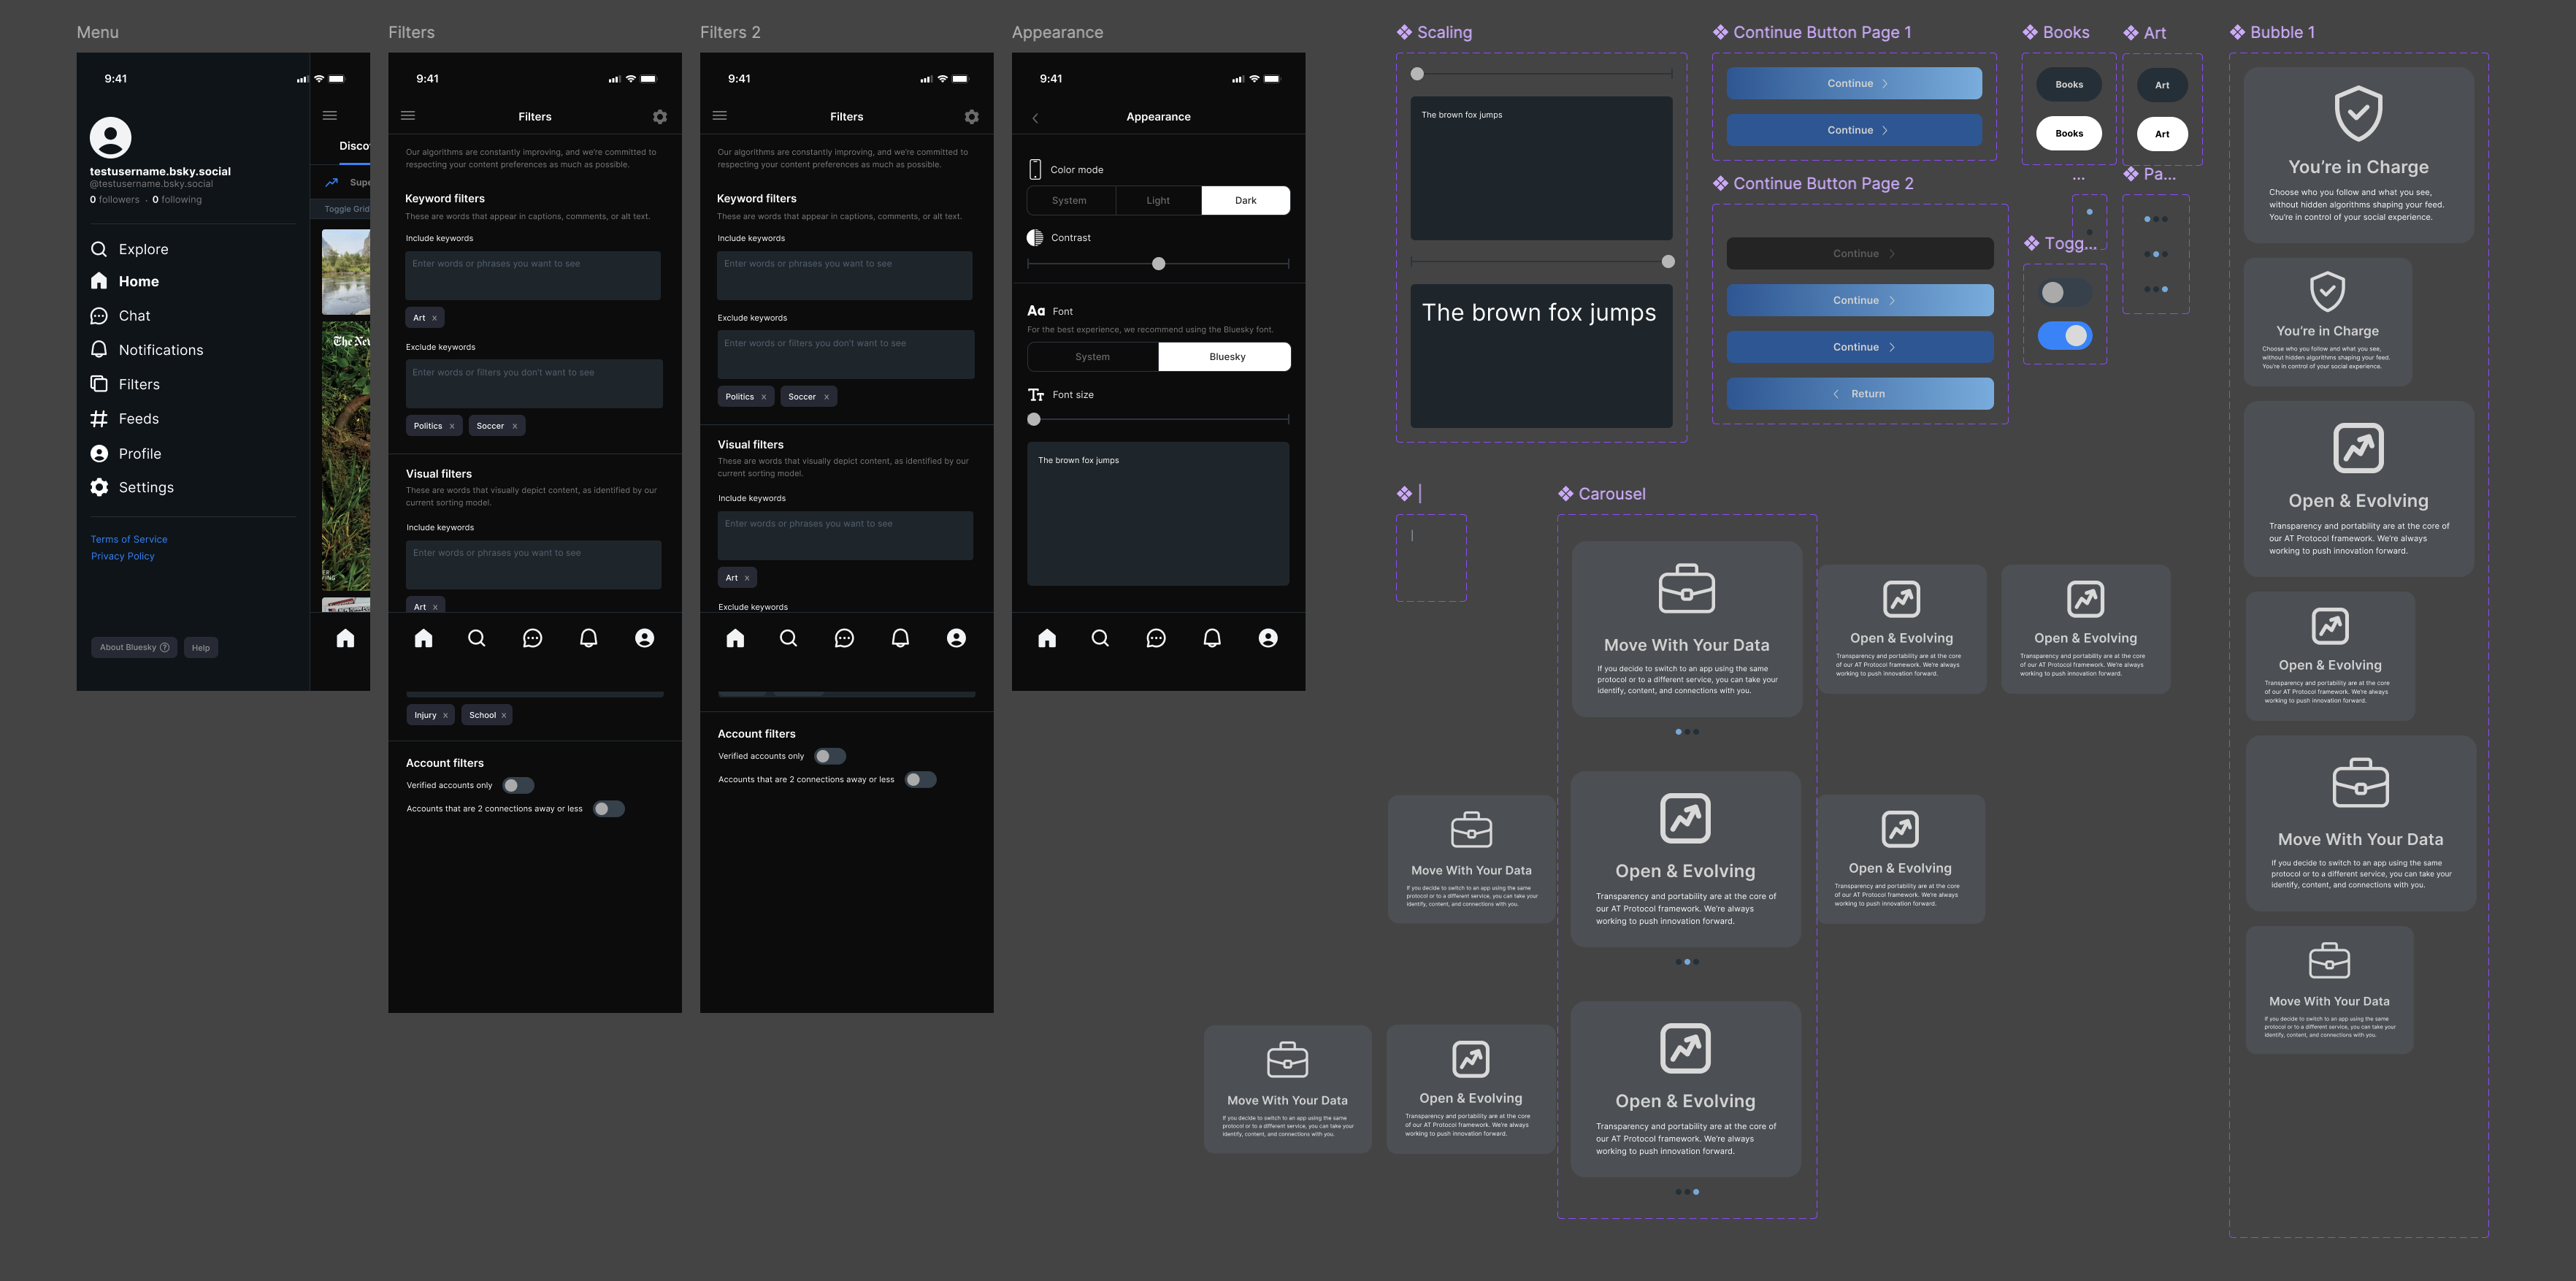 Menu
9:41
testusername.bsky.social
@testusername.bsky.social
0 followers · 0 following
Explore
Home
Chat
Notifications
Filters
Feeds
Profile
Settings
Terms of Service
Privacy Policy
About Bluesky ?
Help
Disco
Supe
Toggle Grid
The Nev
Filters
9:41
Filters
Our algorithms are constantly improving, and we're committed to
respecting your content preferences as much as possible.
Keyword filters
These are words that appear in captions, comments, or alt text.
Include keywords
Enter words or phrases you want to see
Art x
Exclude keywords
Enter words or filters you don't want to see
Politics x Soccer x
Visual filters
These are words that visually depict content, as identified by our
current sorting model.
Include keywords
Enter words or phrases you want to see
Art x
Injury x School x
Account filters
Verified accounts only
Accounts that are 2 connections away or less
Filters 2
9:41
Filters
Our algorithms are constantly improving, and we're committed to
respecting your content preferences as much as possible.
Keyword filters
These are words that appear in captions, comments, or alt text.
Include keywords
Enter words or phrases you want to see
Exclude keywords
Enter words or filters you don't want to see
Politics x Soccer x
Visual filters
These are words that visually depict content, as identified by our
current sorting model.
Include keywords
Enter words or phrases you want to see
Art x
Exclude keywords
Account filters
Verified accounts only
Accounts that are 2 connections away or less
Appearance
9:41
Appearance
Color mode
System Light Dark
Contrast
Aa Font
For the best experience, we recommend using the Bluesky font.
System Bluesky
TT Font size
The brown fox jumps
Scaling
The brown fox jumps
The brown fox jumps
Continue Button Page 1
Continue
Continue
Continue Button Page 2
Continue
Continue
Continue
Return
Books
Books
Books
Art
Art
Art
...
Pa...
Togg...
|
|
Carousel
Move With Your Data
If you decide to switch to an app using the same
protocol or to a different service, you can take your
identify, content, and connections with you.
Open & Evolving
Transparency and portability are at the core
of our AT Protocol framework. We're always
working to push innovation forward.
Open & Evolving
Transparency and portability are at the core
of our AT Protocol framework. We're always
working to push innovation forward.
Move With Your Data
If you decide to switch to an app using the same
protocol or to a different service, you can take your
identify, content, and connections with you.
Open & Evolving
Transparency and portability are at the core of
our AT Protocol framework. We're always
working to push innovation forward.
Open & Evolving
Transparency and portability are at the core
of our AT Protocol framework. We're always
working to push innovation forward.
Move With Your Data
If you decide to switch to an app using the same
protocol or to a different service, you can take your
identify, content, and connections with you.
Open & Evolving
Transparency and portability are at the core
of our AT Protocol framework. We're always
working to push innovation forward.
Open & Evolving
Transparency and portability are at the core of
our AT Protocol framework. We're always
working to push innovation forward.
Bubble 1
You're in Charge
Choose who you follow and what you see,
without hidden algorithms shaping your feed.
You're in control of your social experience.
You're in Charge
Choose who you follow and what you see,
without hidden algorithms shaping your feed.
You're in control of your social experience.
Open & Evolving
Transparency and portability are at the core of
our AT Protocol framework. We're always
working to push innovation forward.
Open & Evolving
Transparency and portability are at the core
of our AT Protocol framework. We're always
working to push innovation forward.
Move With Your Data
If you decide to switch to an app using the same
protocol or to a different service, you can take your
identify, content, and connections with you.
Move With Your Data
If you decide to switch to an app using the same
protocol or to a different service, you can take your
identify, content, and connections with you.